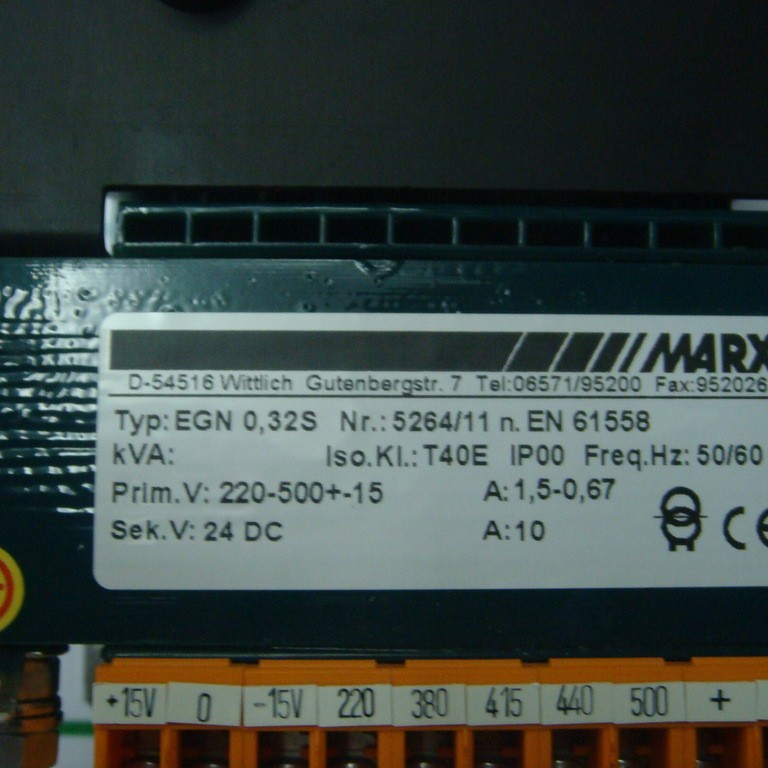 MARX
D-54516 Wittlich Gutenbergstr. 7 Tel:06571/95200 Fax:952026
Typ: EGN 0,32S Nr.: 5264/11 n. EN 61558
kVA: Iso.Kl.: T40E IP00 Freq.Hz: 50/60
Prim.V: 220-500+-15 A: 1,5-0,67
Sek.V: 24 DC A: 10
CE
+15V 0 -15V 220 380 415 440 500 +